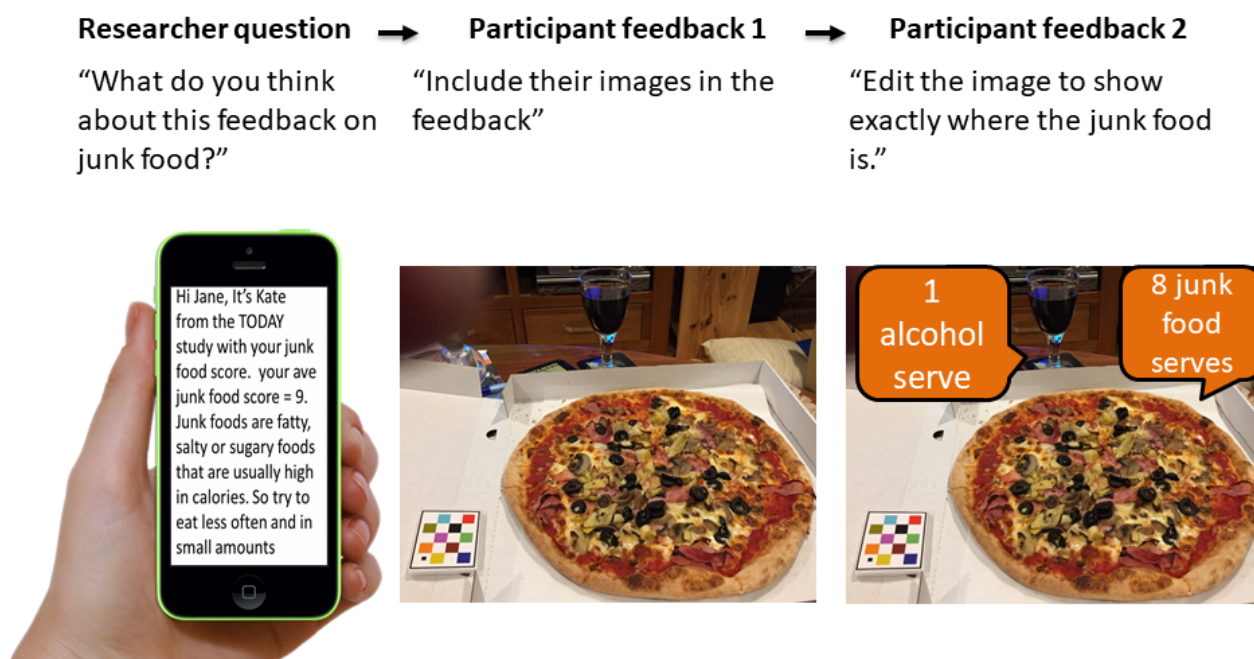 Researcher question
Participant feedback 1
Participant feedback 2
“What do you think
about this feedback on
junk food?”
“Include their images in the
feedback”
“Edit the image to show
exactly where the junk food
is.”
Hi Jane, It’s Kate
from the TODAY
study with your junk
food score.  your ave
junk food score = 9.
Junk foods are fatty,
salty or sugary foods
that are usually high
in calories. So try to
eat less often and in
small amounts
1
alcohol
serve
8 junk
food
serves